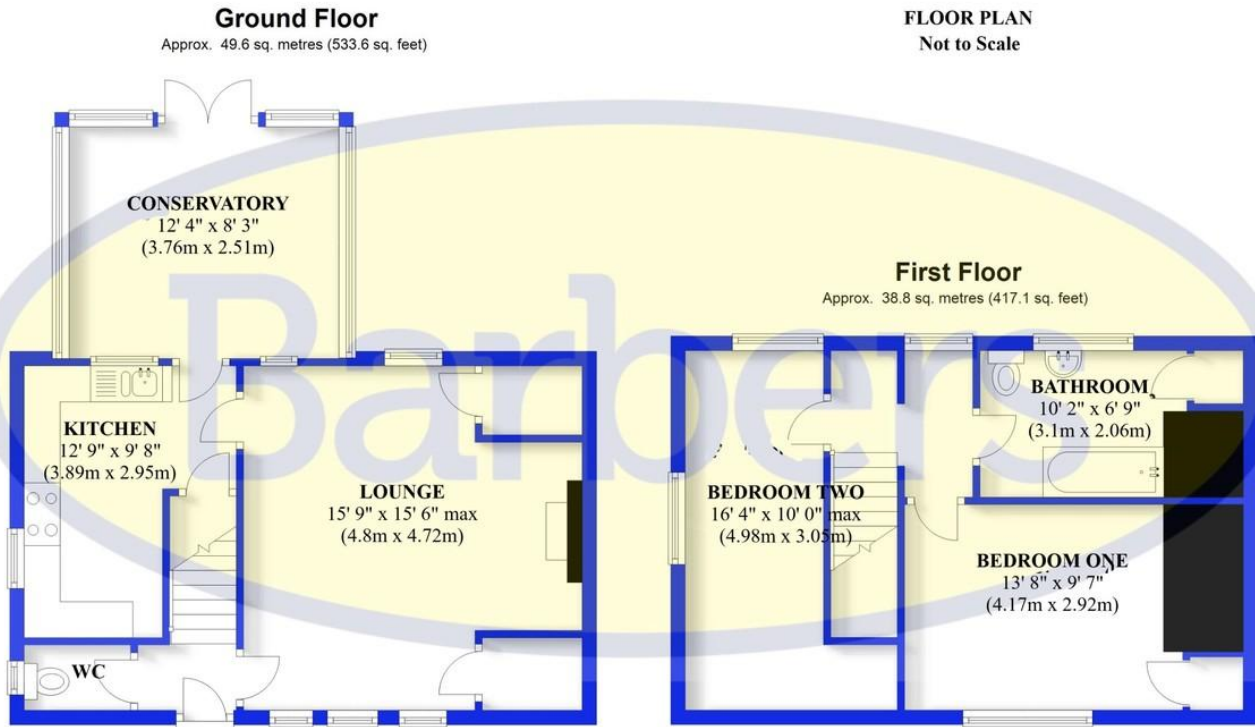 Ground Floor
Approx. 49.6 sq. metres (533.6 sq. feet)
FLOOR PLAN
Not to Scale
CONSERVATORY
12' 4" x 8' 3"
(3.76m x 2.51m)
First Floor
Approx. 38.8 sq. metres (417.1 sq. feet)
Barbers
KITCHEN
12' 9" x 9' 8"
(3.89m x 2.95m)
LOUNGE
15' 9" x 15' 6" max
(4.8m x 4.72m)
WC
BATHROOM
10' 2" x 6' 9"
(3.1m x 2.06m)
BEDROOM TWO
16' 4" x 10' 0" max
(4.98m x 3.05m)
BEDROOM ONE
13' 8" x 9' 7"
(4.17m x 2.92m)